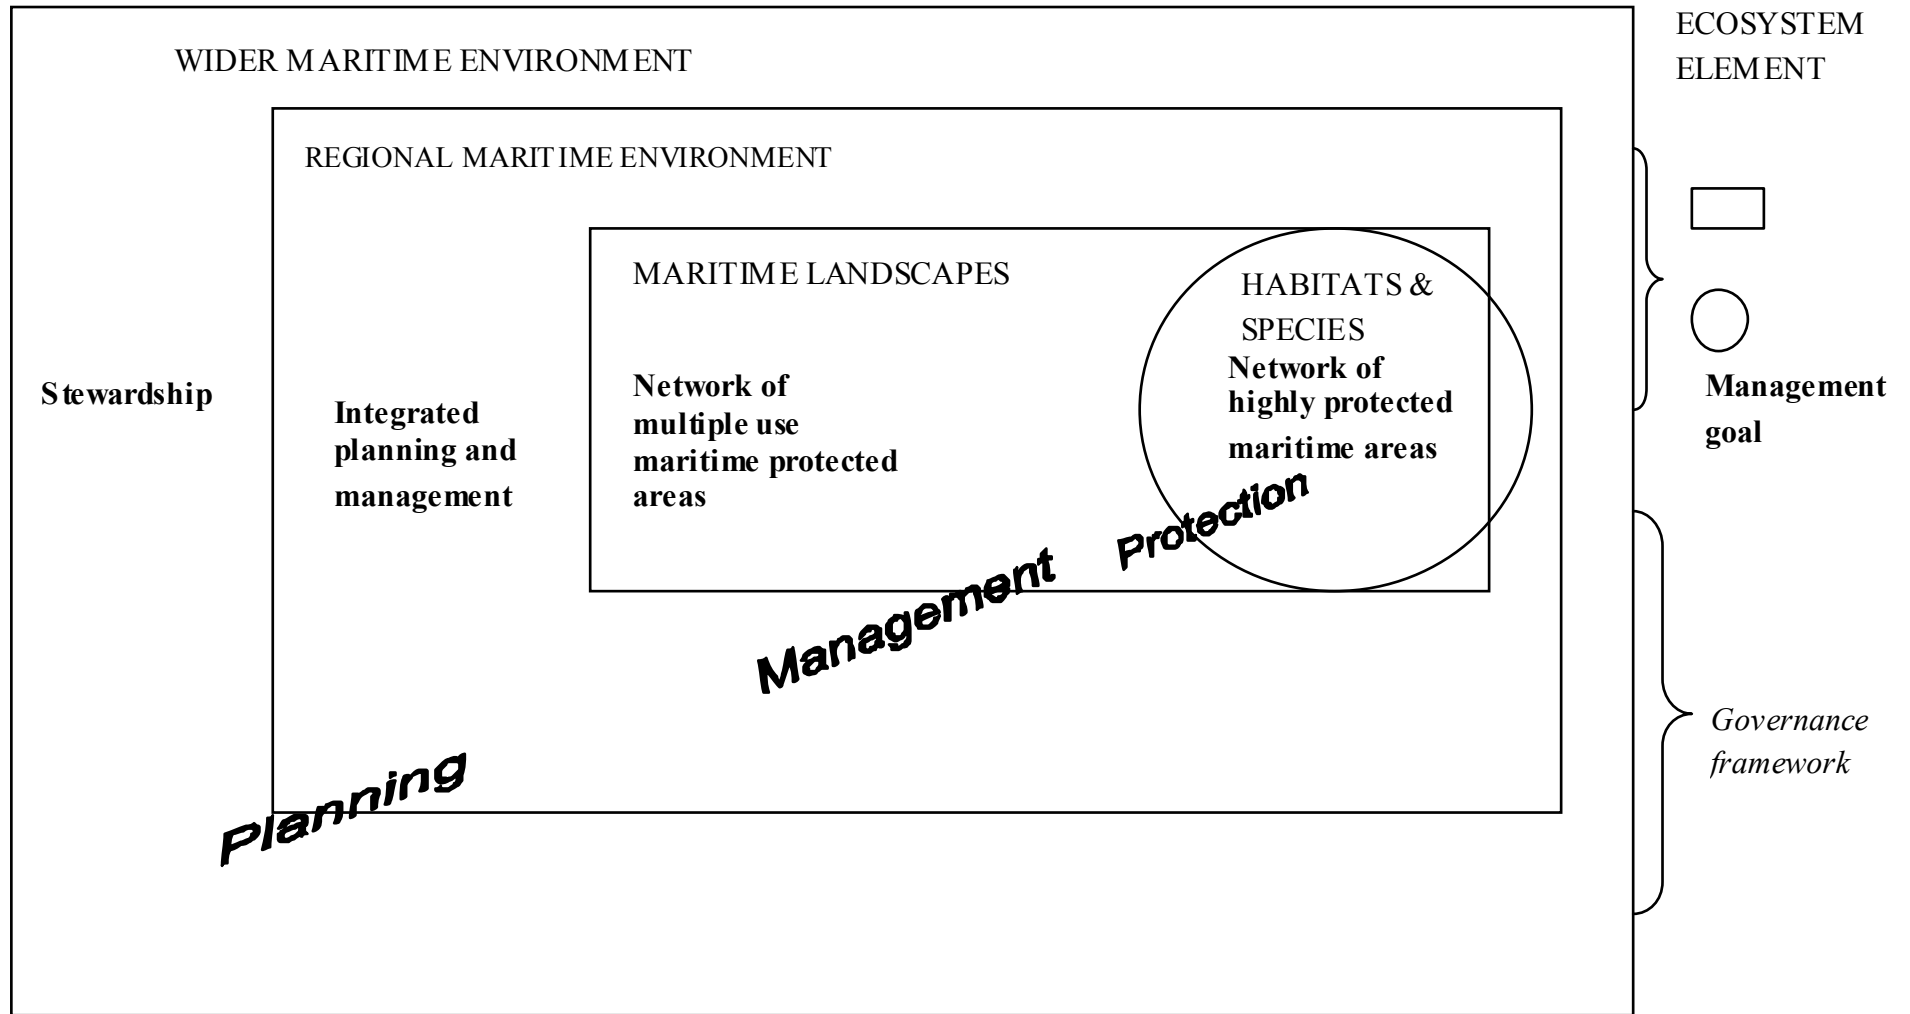 ECOSYSTEM
ELEMENT
WIDER MARITIME ENVIRONMENT
REGIONAL MARITIME ENVIRONMENT
MARITIME LANDSCAPES
HABITATS &
SPECIES
Network of
highly protected
maritime areas
Network of
multiple use
maritime protected
areas
Stewardship
Integrated
planning and
management
Management
goal
Protection
Management
Planning
Governance
framework